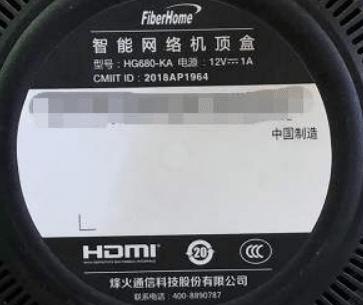 FiberHome
智能网络机顶盒
型号：HG680-KA 电源：12V⎓1A
CMIIT ID：2018AP1964
中国制造
HDMI 20 CCC
烽火通信科技股份有限公司
联系电话：400-8890787